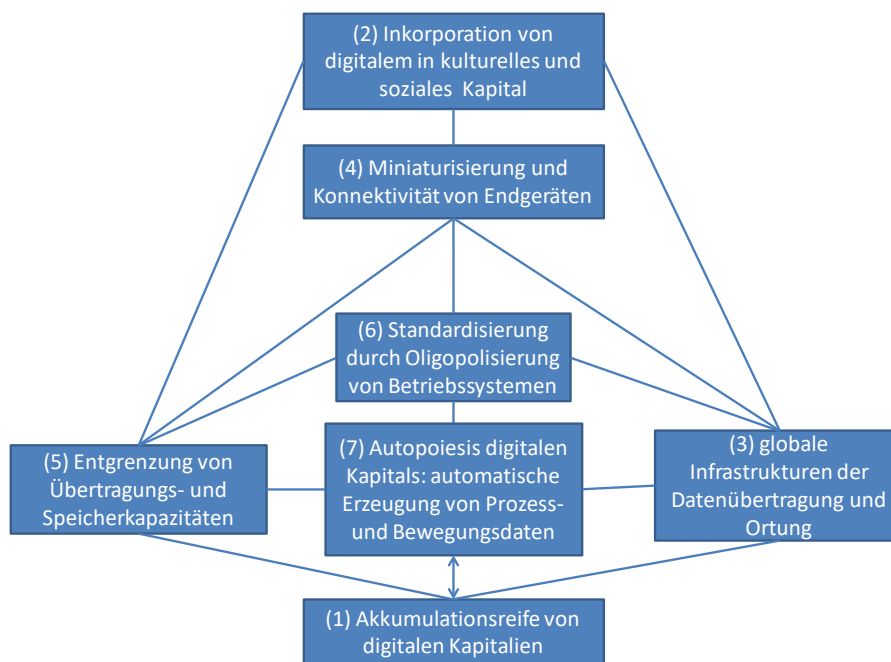 (2) Inkorporation von
digitalem in kulturelles und
soziales Kapital
(4) Miniaturisierung und
Konnektivität von Endgeräten
(6) Standardisierung
durch Oligopolisierung
von Betriebssystemen
(5) Entgrenzung von
Übertragungs- und
Speicherkapazitäten
(7) Autopoiesis digitalen
Kapitals: automatische
Erzeugung von Prozess-
und Bewegungsdaten
(3) globale
Infrastrukturen der
Datenübertragung und
Ortung
(1) Akkumulationsreife von
digitalen Kapitalien